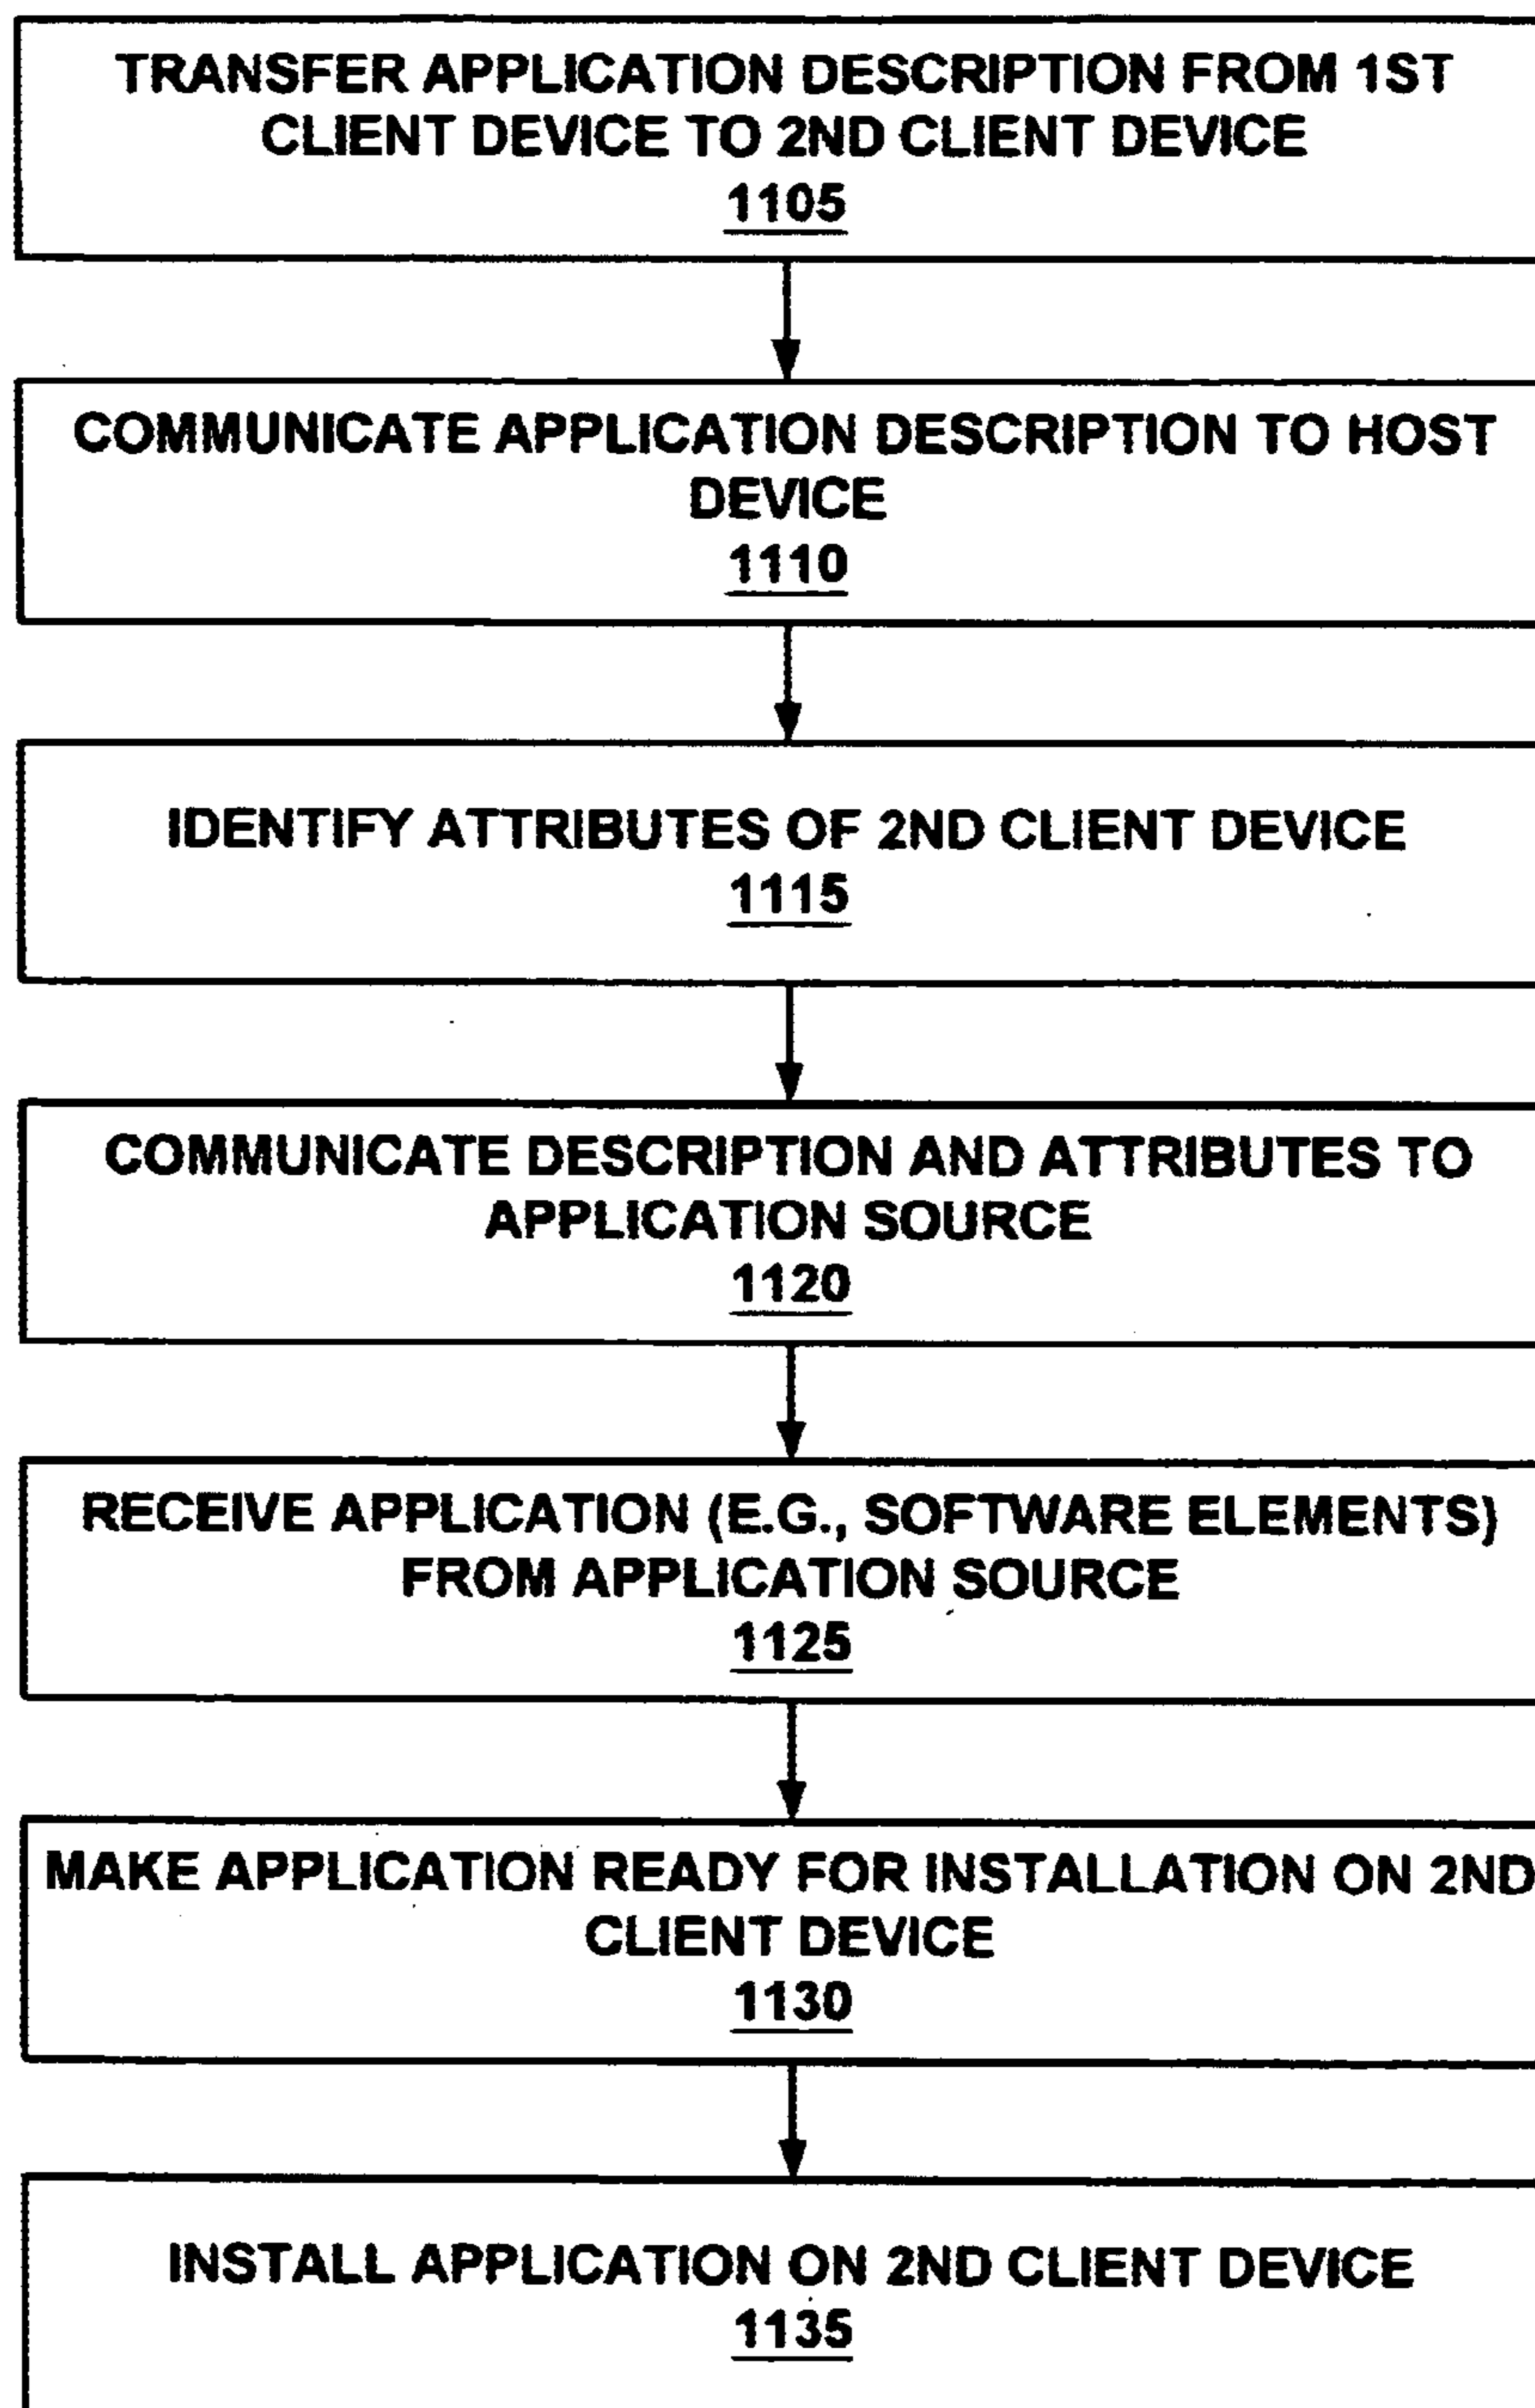 TRANSFER APPLICATION DESCRIPTION FROM 1ST
CLIENT DEVICE TO 2ND CLIENT DEVICE
1105
COMMUNICATE APPLICATION DESCRIPTION TO HOST
DEVICE
1110
IDENTIFY ATTRIBUTES OF 2ND CLIENT DEVICE
1115
COMMUNICATE DESCRIPTION AND ATTRIBUTES TO
APPLICATION SOURCE
1120
RECEIVE APPLICATION (E.G., SOFTWARE ELEMENTS)
FROM APPLICATION SOURCE
1125
MAKE APPLICATION READY FOR INSTALLATION ON 2ND
CLIENT DEVICE
1130
INSTALL APPLICATION ON 2ND CLIENT DEVICE
1135